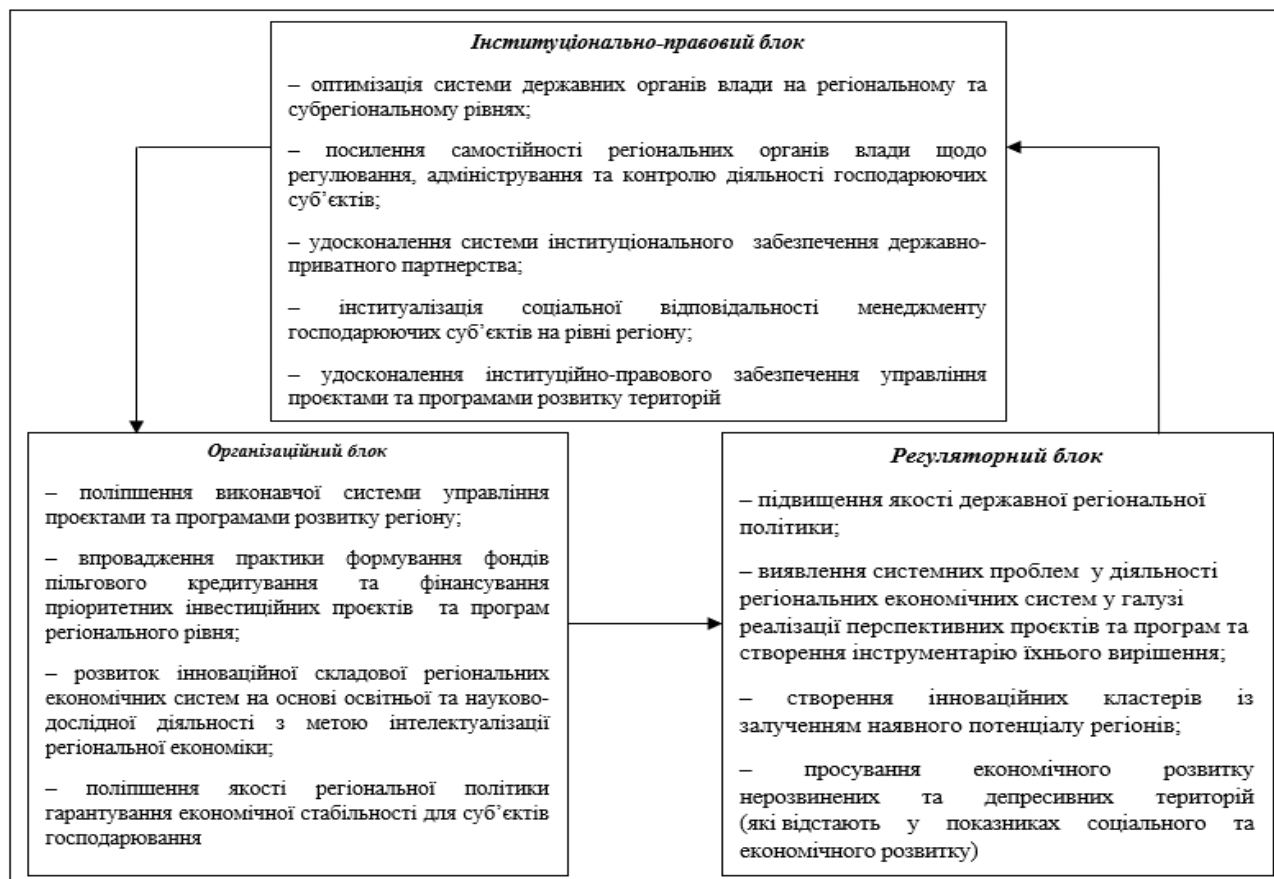 Інституціонально-правовий блок
– оптимізація системи державних органів влади на регіональному та
субрегіональному рівнях;
– посилення самостійності регіональних органів влади щодо
регулювання, адміністрування та контролю діяльності господарюючих
суб’єктів;
– удосконалення системи інституціонального забезпечення державно-
приватного партнерства;
– інституалізація соціальної відповідальності менеджменту
господарюючих суб’єктів на рівні регіону;
– удосконалення інституційно-правового забезпечення управління
проєктами та програмами розвитку територій
Організаційний блок
– поліпшення виконавчої системи управління
проєктами та програмами розвитку регіону;
– впровадження практики формування фондів
пільгового кредитування та фінансування
пріоритетних інвестиційних проєктів та програм
регіонального рівня;
– розвиток інноваційної складової регіональних
економічних систем на основі освітньої та науково-
дослідної діяльності з метою інтелектуалізації
регіональної економіки;
– поліпшення якості регіональної політики
гарантування економічної стабільності для суб’єктів
господарювання
Регуляторний блок
– підвищення якості державної регіональної
політики;
– виявлення системних проблем у діяльності
регіональних економічних систем у галузі
реалізації перспективних проєктів та програм та
створення інструментарію їхнього вирішення;
– створення інноваційних кластерів із
залученням наявного потенціалу регіонів;
– просування економічного розвитку
нерозвинених та депресивних територій
(які відстають у показниках соціального та
економічного розвитку)